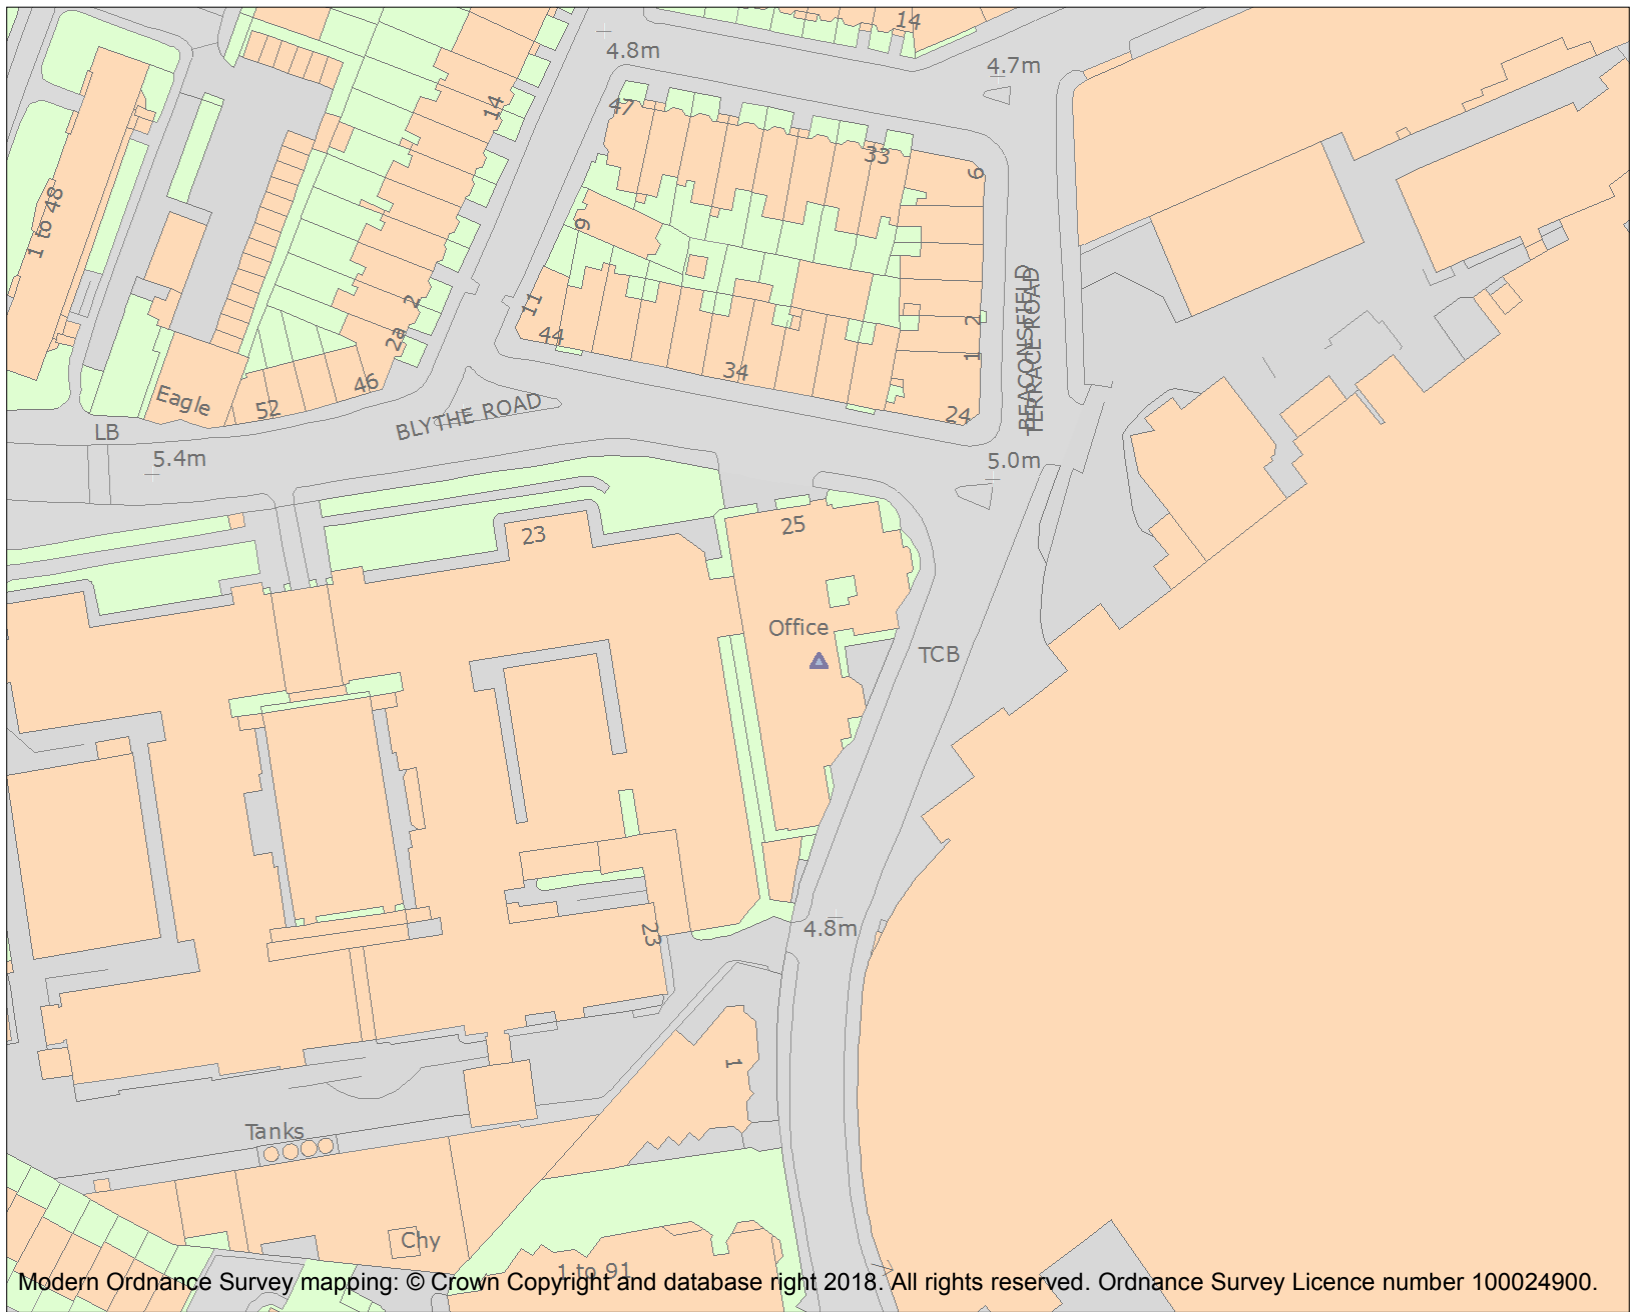 14
4.8m
4.7m
14
47
33
6
1 to 48
9
11
2
2a
44
34
2
1
BEACONSFIELD
TERRACE ROAD
46
Eagle
52
24
BLYTHE ROAD
LB
5.4m
5.0m
23
25
Office
TCB
4.8m
23
1
Tanks
Chy
1 to 91
Modern Ordnance Survey mapping: © Crown Copyright and database right 2018. All rights reserved. Ordnance Survey Licence number 100024900.